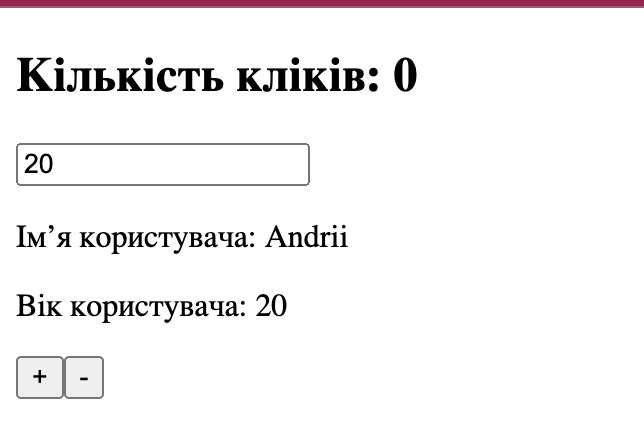 Кількість кліків: 0
20
Ім’я користувача: Andrii
Вік користувача: 20
+ -